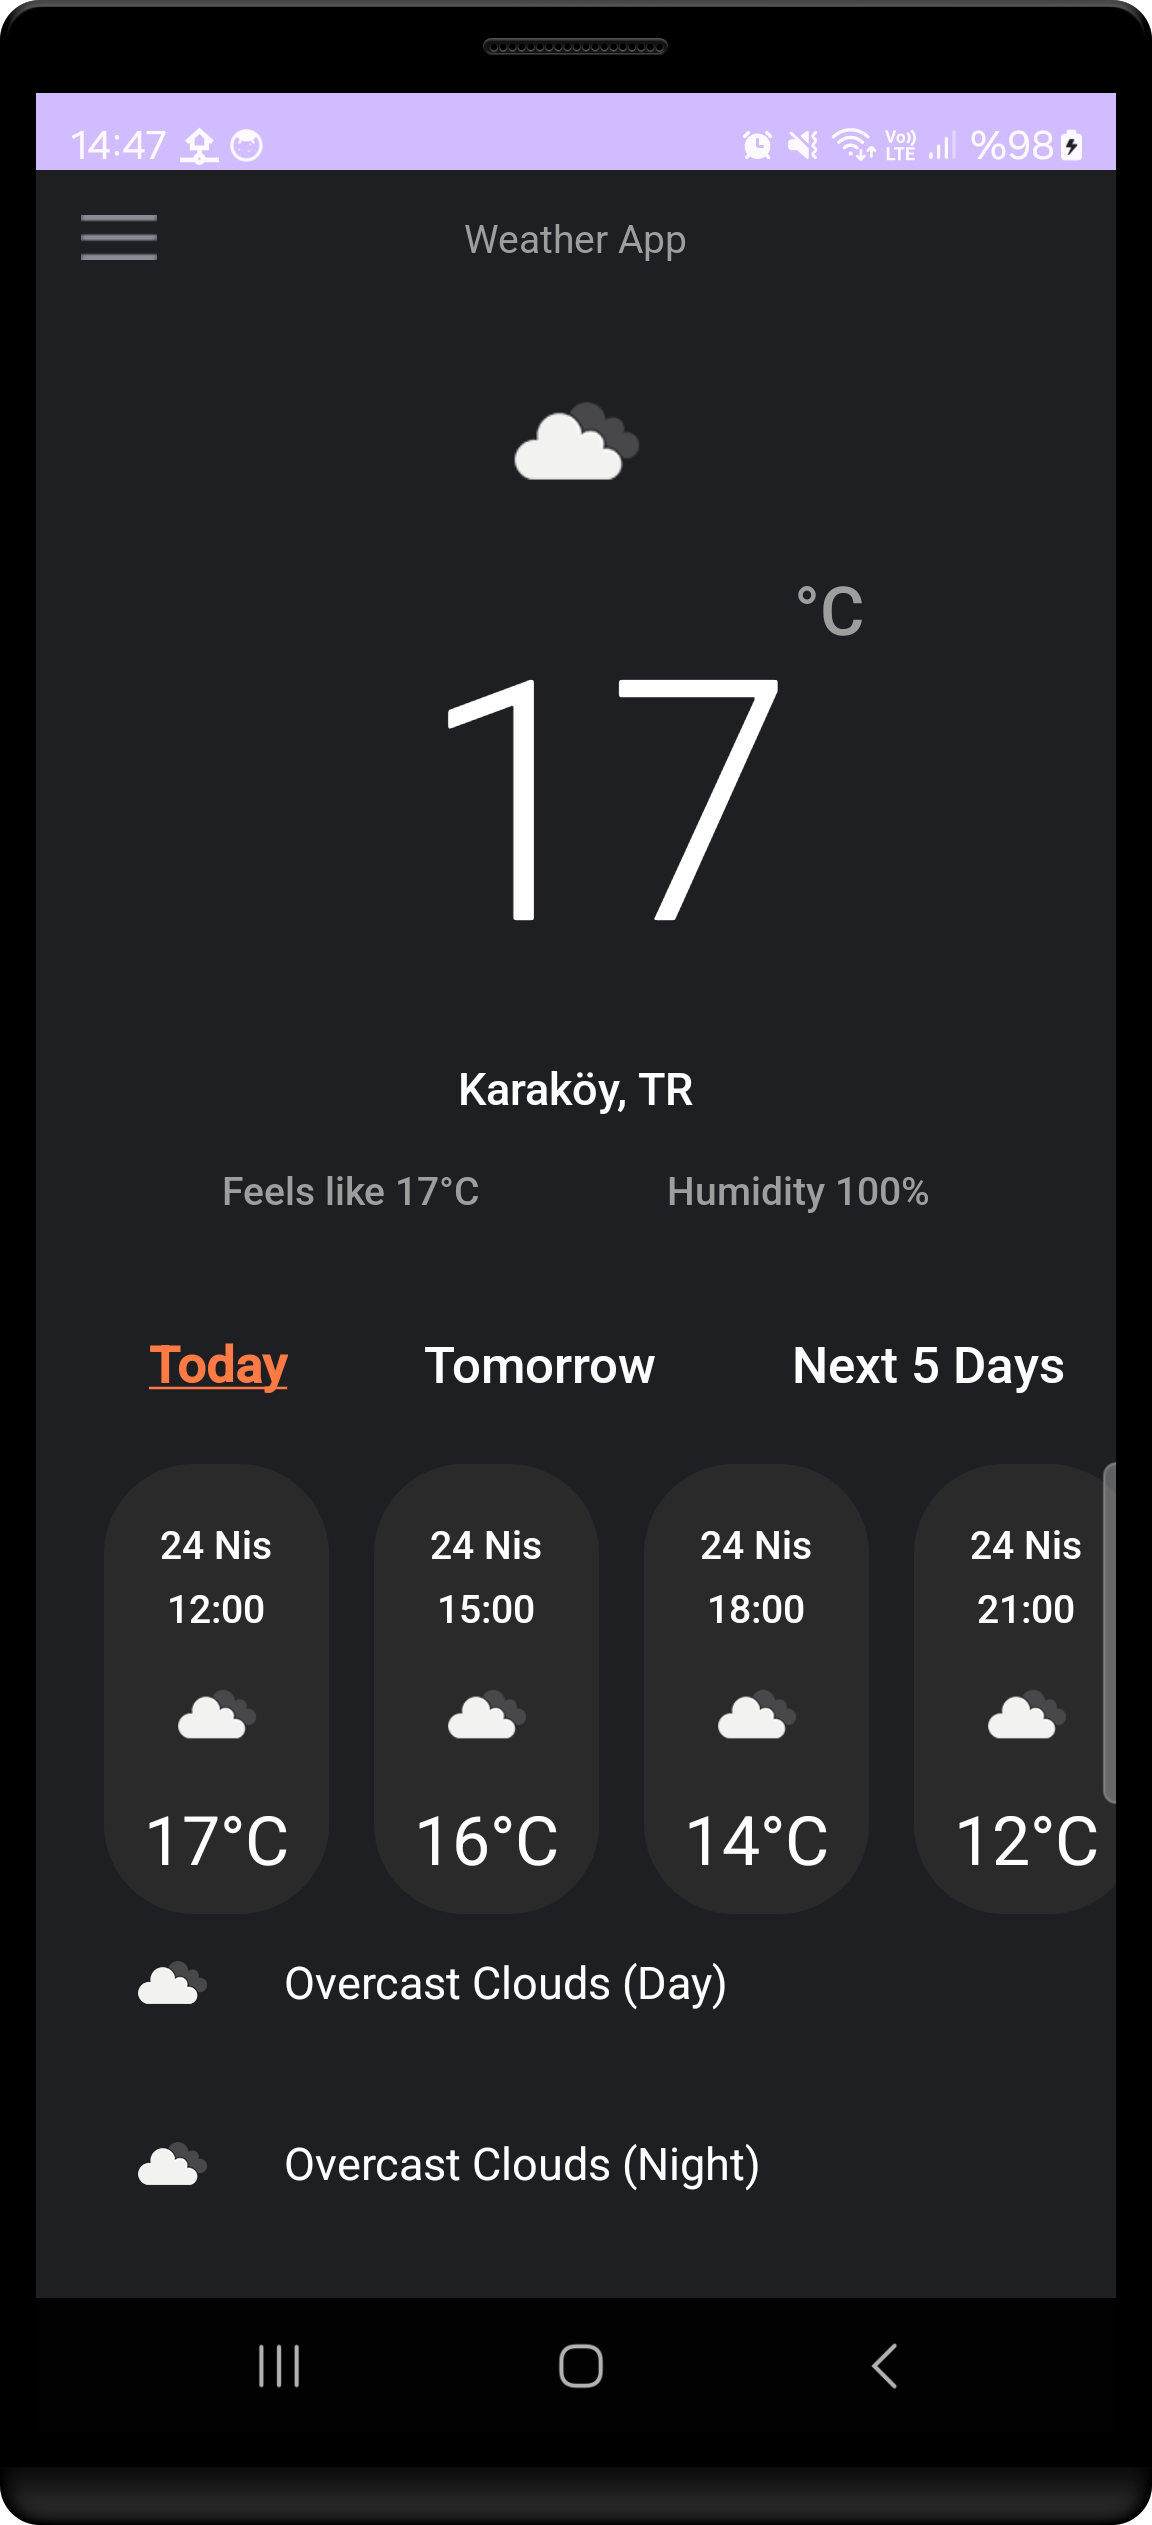 14:47 Vo)) LTE %98
Weather App
°C
17
Karaköy, TR
Feels like 17°C Humidity 100%
Today Tomorrow Next 5 Days
24 Nis 24 Nis 24 Nis 24 Nis
12:00 15:00 18:00 21:00
17°C 16°C 14°C 12°C
Overcast Clouds (Day)
Overcast Clouds (Night)